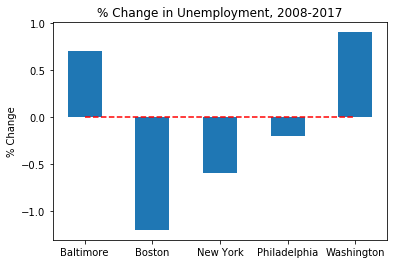 % Change in Unemployment, 2008-2017
1.0
0.5
0.0
−0.5
−1.0
% Change
Baltimore Boston New York Philadelphia Washington